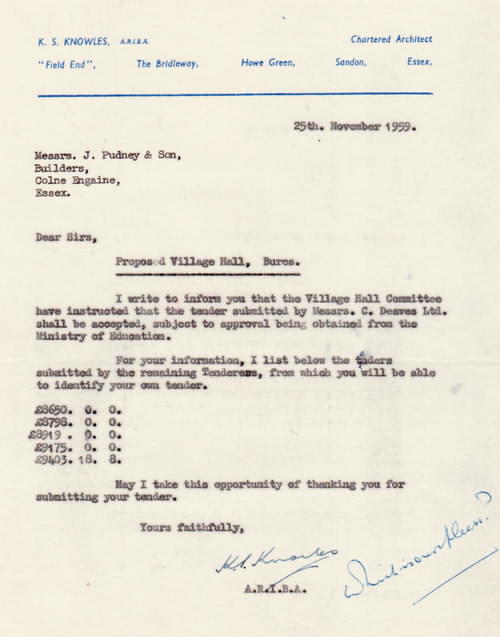 K. S. KNOWLES, A.R.I.B.A. Chartered Architect
"Field End", The Bridleway, Howe Green, Sandon, Essex.
25th. November 1959.
Messrs. J. Pudney & Son,
Builders,
Colne Engaine,
Essex.
Dear Sirs,
Proposed Village Hall, Bures.
I write to inform you that the Village Hall Committee
have instructed that the tender submitted by Messrs. C. Deaves Ltd.
shall be accepted, subject to approval being obtained from the
Ministry of Education.
For your information, I list below the tenders
submitted by the remaining Tenderers, from which you will be able
to identify your own tender.
£8650. 0. 0.
£8798. 0. 0.
£8919 . 0. 0.
£9175. 0. 0.
£9403. 18. 8.
May I take this opportunity of thanking you for
submitting your tender.
Yours faithfully,
K.S. Knowles
A.R.I.B.A.